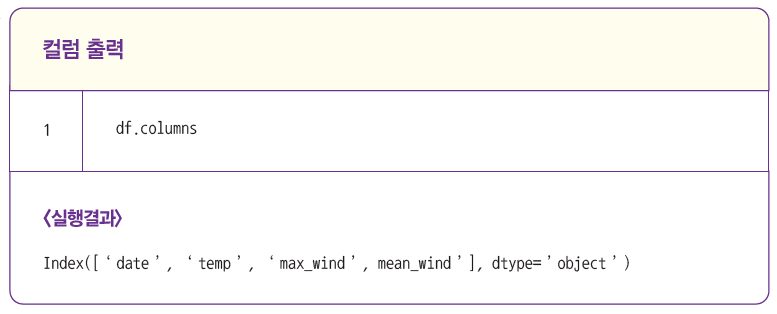 컬럼 출력
1 df.columns
<실행결과>
Index([‘date’, ‘temp’, ‘max_wind’, mean_wind’], dtype=’object’)